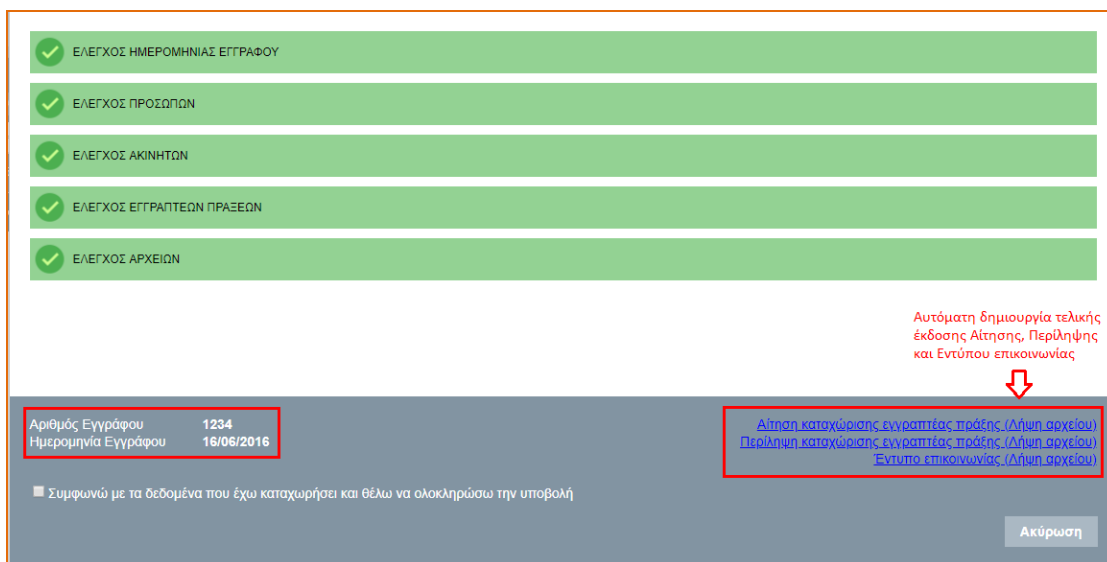 ΕΛΕΓΧΟΣ ΗΜΕΡΟΜΗΝΙΑΣ ΕΓΓΡΑΦΟΥ
ΕΛΕΓΧΟΣ ΠΡΟΣΩΠΩΝ
ΕΛΕΓΧΟΣ ΑΚΙΝΗΤΩΝ
ΕΛΕΓΧΟΣ ΕΓΓΡΑΠΤΕΩΝ ΠΡΑΞΕΩΝ
ΕΛΕΓΧΟΣ ΑΡΧΕΙΩΝ
Αυτόματη δημιουργία τελικής
έκδοσης Αίτησης, Περίληψης
και Εντύπου επικοινωνίας
Αριθμός Εγγράφου 1234
Ημερομηνία Εγγράφου 16/06/2016
Αίτηση καταχώρισης εγγραπτέας πράξης (Λήψη αρχείου)
Περίληψη καταχώρισης εγγραπτέας πράξης (Λήψη αρχείου)
Έντυπο επικοινωνίας (Λήψη αρχείου)
Συμφωνώ με τα δεδομένα που έχω καταχωρήσει και θέλω να ολοκληρώσω την υποβολή
Ακύρωση